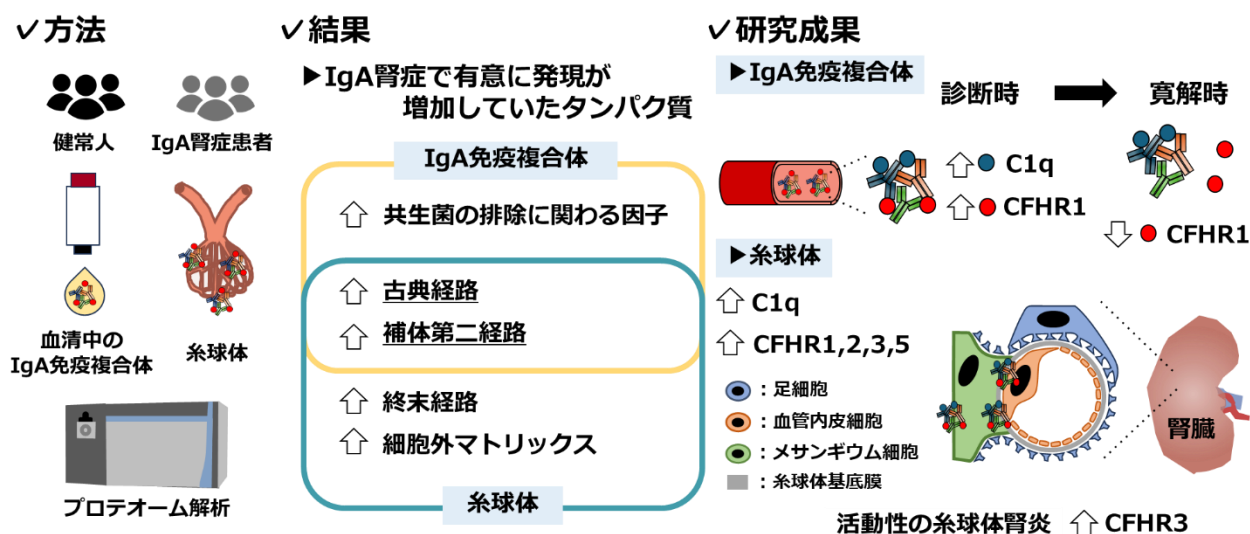 ✓方法
健常人
IgA腎症患者
血清中の
IgA免疫複合体
糸球体
プロテオーム解析
✓結果
▶IgA腎症で有意に発現が
増加していたタンパク質
IgA免疫複合体
共生菌の排除に関わる因子
古典経路
補体第二経路
終末経路
細胞外マトリックス
糸球体
✓研究成果
▶IgA免疫複合体
診断時
寛解時
C1q
CFHR1
CFHR1
▶糸球体
C1q
CFHR1,2,3,5
：足細胞
：血管内皮細胞
：メサンギウム細胞
：糸球体基底膜
腎臓
活動性の糸球体腎炎 ⇧ CFHR3